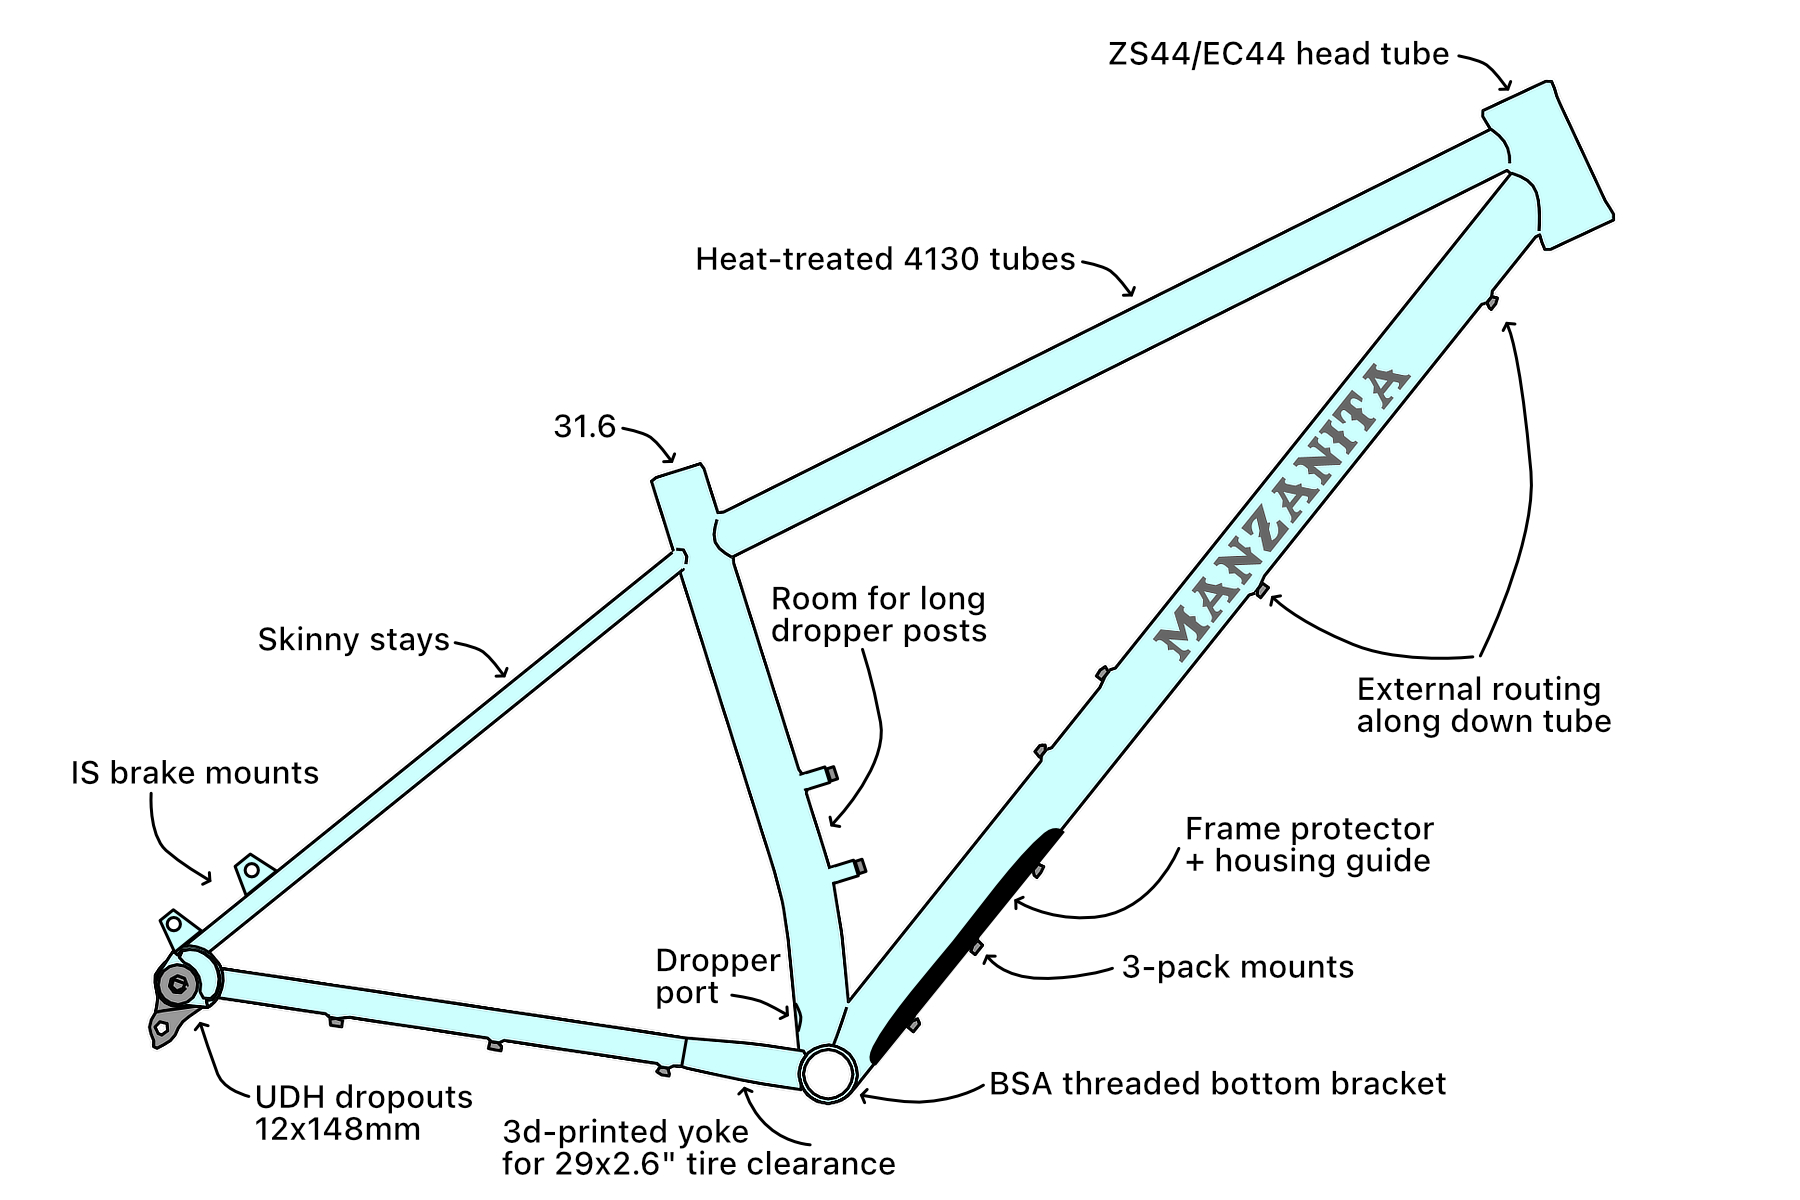 ZS44/EC44 head tube
Heat-treated 4130 tubes
31.6
MANZANITA
Room for long
dropper posts
Skinny stays
External routing
along down tube
IS brake mounts
Frame protector
+ housing guide
Dropper
port
3-pack mounts
BSA threaded bottom bracket
UDH dropouts
12x148mm
3d-printed yoke
for 29x2.6" tire clearance